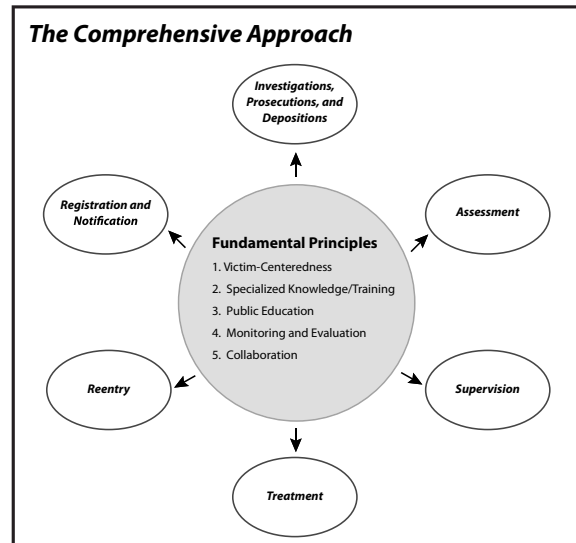 The Comprehensive Approach
Investigations,
Prosecutions, and
Depositions
Registration and
Notification
Assessment
Fundamental Principles
1. Victim-Centeredness
2. Specialized Knowledge/Training
3. Public Education
4. Monitoring and Evaluation
5. Collaboration
Reentry
Supervision
Treatment